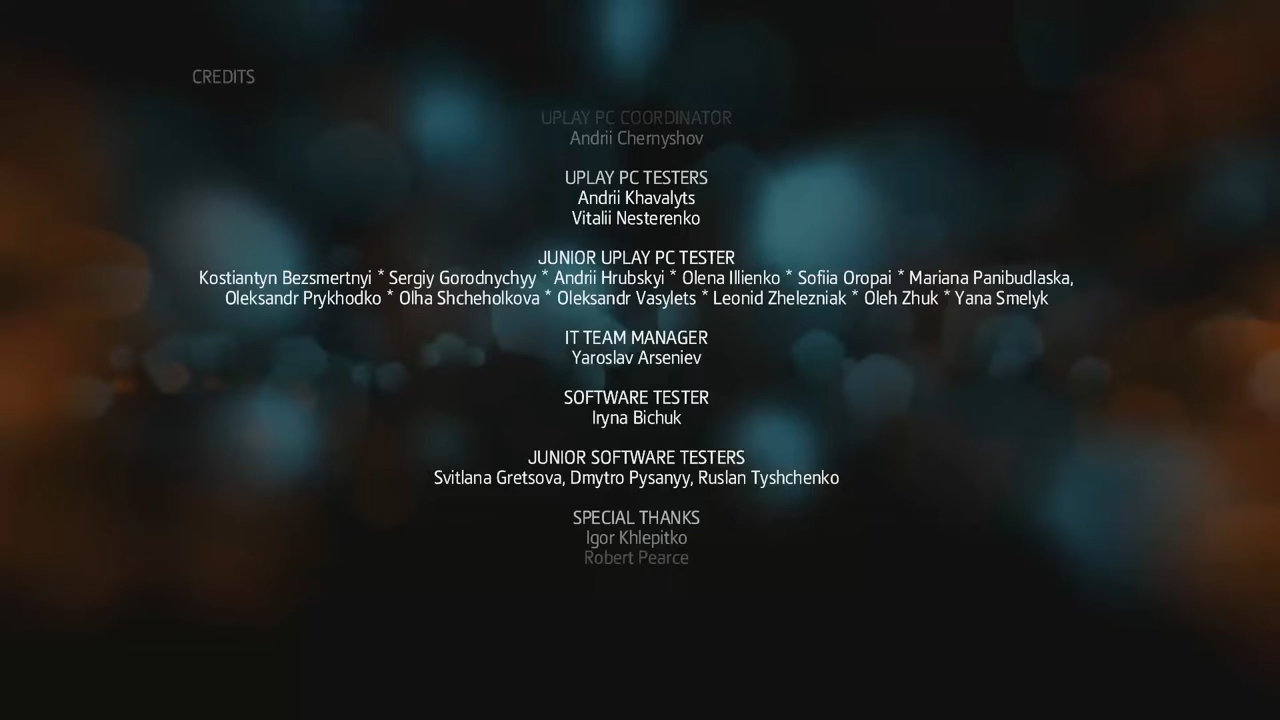 CREDITS
UPLAY PC COORDINATOR
Andrii Chernyshov
UPLAY PC TESTERS
Andrii Khavalyts
Vitalii Nesterenko
JUNIOR UPLAY PC TESTER
Kostiantyn Bezsmertnyi * Sergiy Gorodnychyy * Andrii Hrubskyi * Olena Illienko * Sofiia Oropai * Mariana Panibudlaska,
Oleksandr Prykhodko * Olha Shcheholkova * Oleksandr Vasylets * Leonid Zhelezniak * Oleh Zhuk * Yana Smelyk
IT TEAM MANAGER
Yaroslav Arseniev
SOFTWARE TESTER
Iryna Bichuk
JUNIOR SOFTWARE TESTERS
Svitlana Gretsova, Dmytro Pysanyy, Ruslan Tyshchenko
SPECIAL THANKS
Igor Khlepitko
Robert Pearce